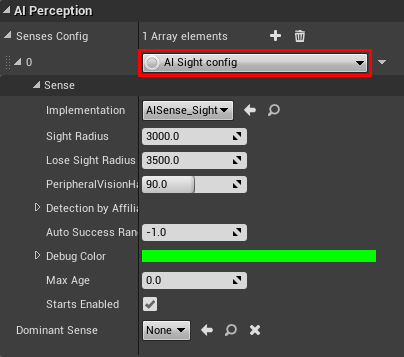 AI Perception
Senses Config 1 Array elements
0 AI Sight config
Sense
Implementation AISense_Sight
Sight Radius 3000.0
Lose Sight Radius 3500.0
PeripheralVisionHa 90.0
Detection by Affilia
Auto Success Ran -1.0
Debug Color
Max Age 0.0
Starts Enabled
Dominant Sense None